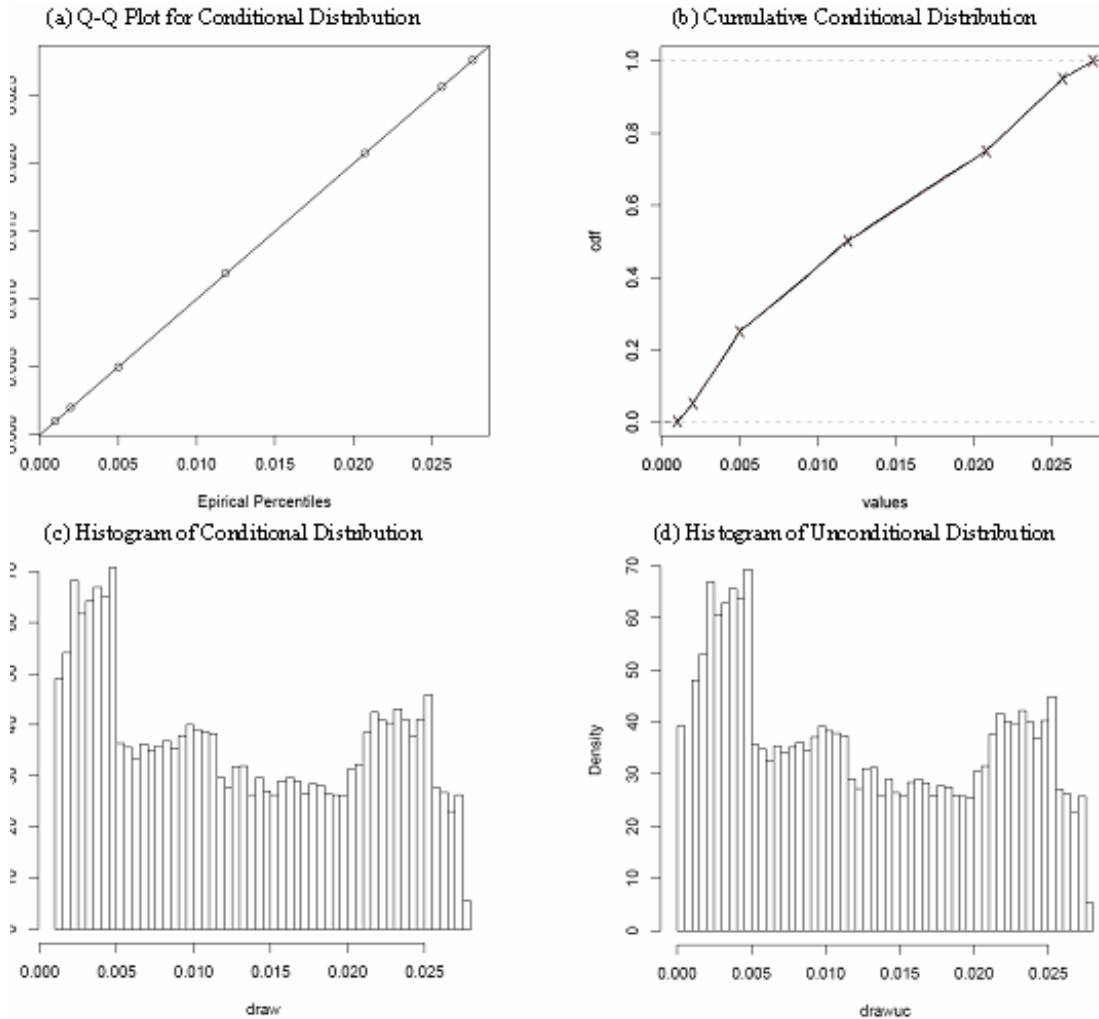 (a) Q-Q Plot for Conditional Distribution
0.000 0.005 0.010 0.015 0.020 0.025
Epirical Percentiles
(b) Cumulative Conditional Distribution
cdf
1.0
0.8
0.6
0.4
0.2
0.0
0.000 0.005 0.010 0.015 0.020 0.025
values
(c) Histogram of Conditional Distribution
0.000 0.005 0.010 0.015 0.020 0.025
draw
(d) Histogram of Unconditional Distribution
Density
70
60
50
40
30
20
10
0
0.000 0.005 0.010 0.015 0.020 0.025
drawuc